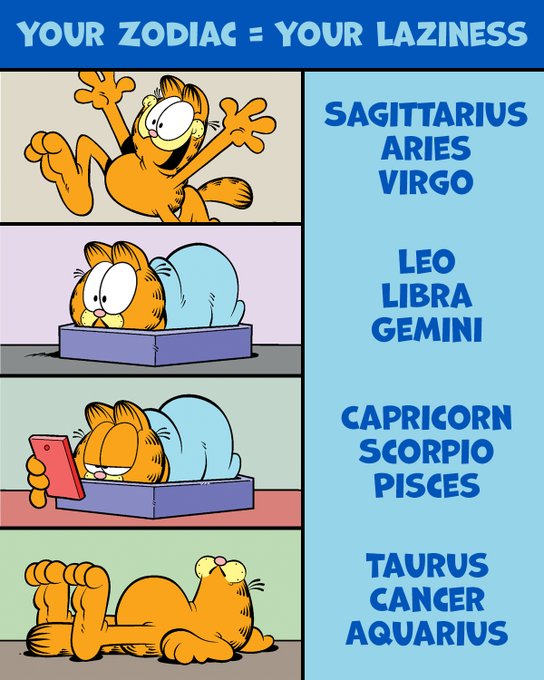 YOUR ZODIAC = YOUR LAZINESS
SAGITTARIUS
ARIES
VIRGO
LEO
LIBRA
GEMINI
CAPRICORN
SCORPIO
PISCES
TAURUS
CANCER
AQUARIUS